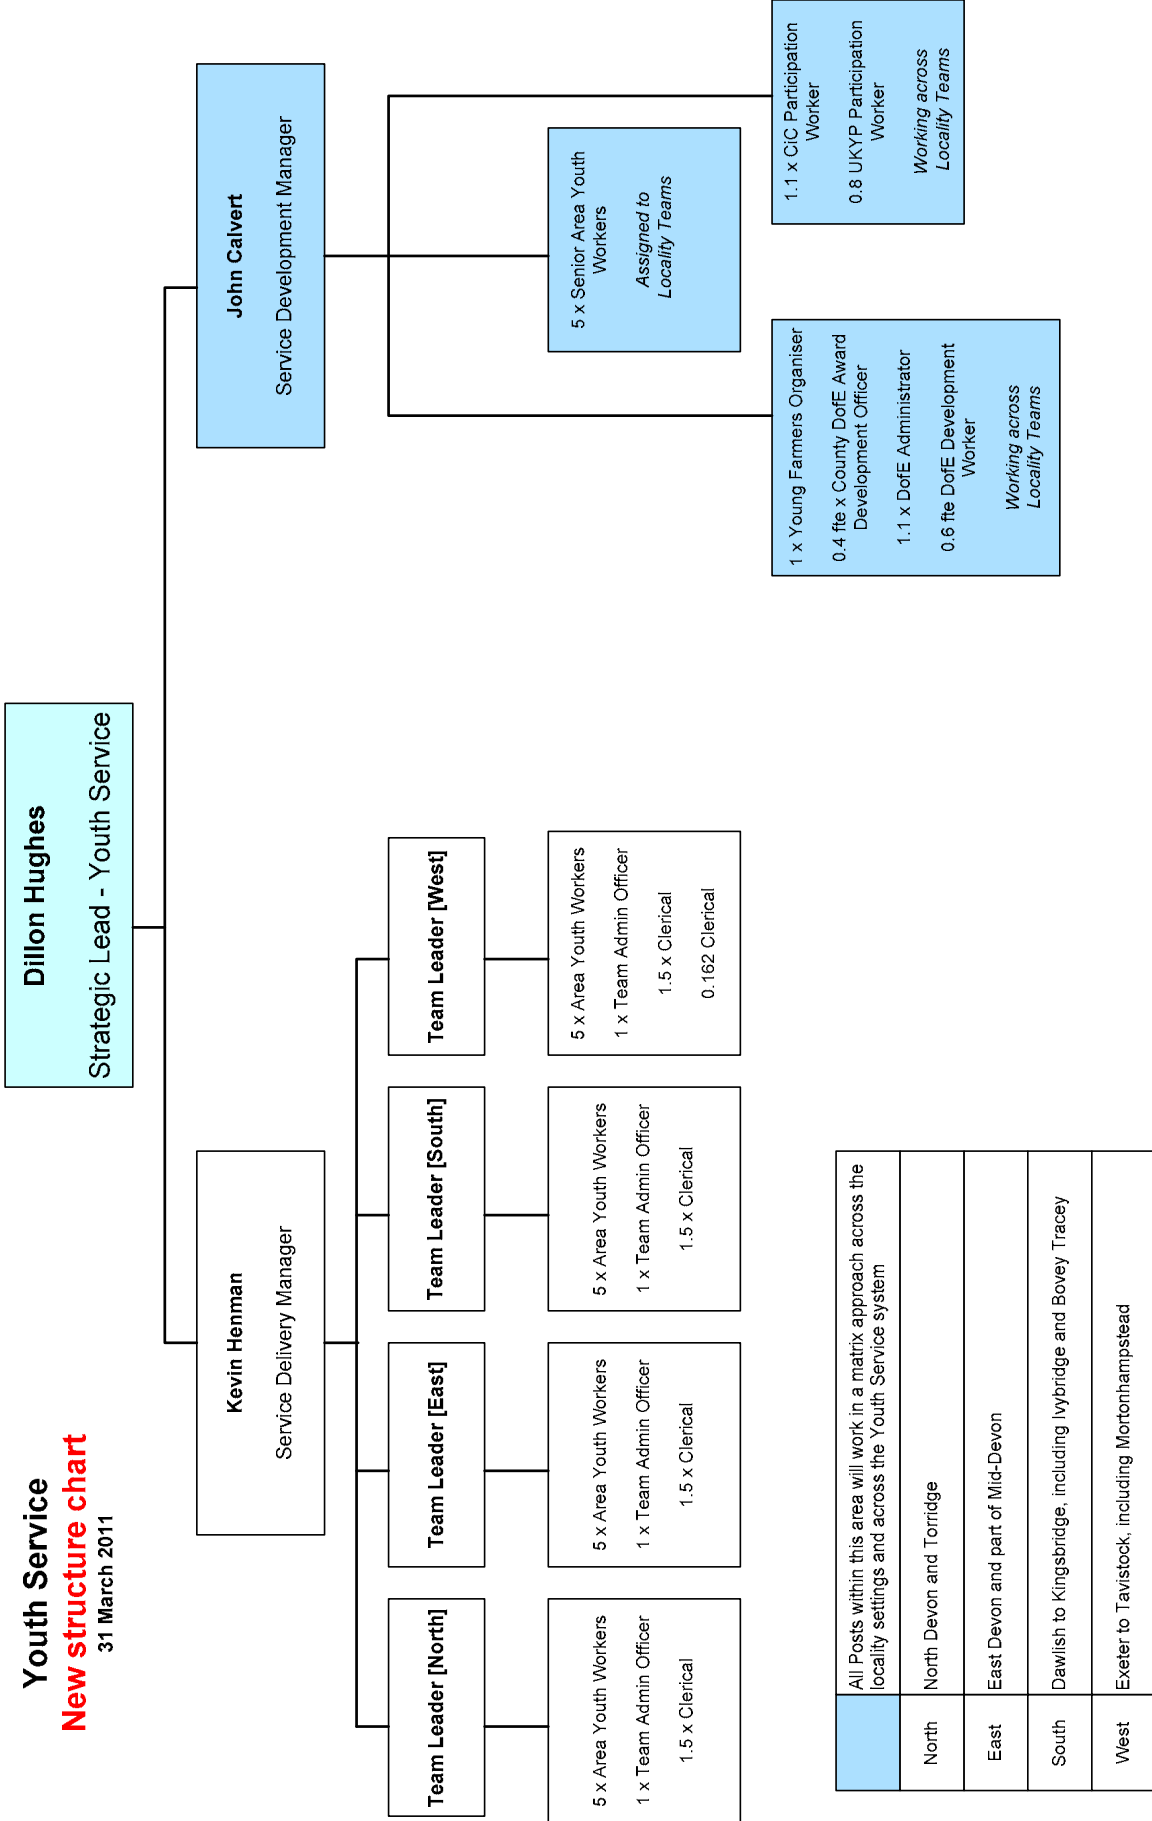 Youth Service
New structure chart
31 March 2011
Dillon Hughes
Strategic Lead - Youth Service
Kevin Henman
Service Delivery Manager
John Calvert
Service Development Manager
Team Leader [North]
Team Leader [East]
Team Leader [South]
Team Leader [West]
5 x Area Youth Workers
1 x Team Admin Officer
1.5 x Clerical
5 x Area Youth Workers
1 x Team Admin Officer
1.5 x Clerical
5 x Area Youth Workers
1 x Team Admin Officer
1.5 x Clerical
5 x Area Youth Workers
1 x Team Admin Officer
1.5 x Clerical
0.162 Clerical
5 x Senior Area Youth
Workers
Assigned to
Locality Teams
1 x Young Farmers Organiser
0.4 fte x County DofE Award
Development Officer
1.1 x DofE Administrator
0.6 fte DofE Development
Worker
Working across
Locality Teams
1.1 x CiC Participation
Worker
0.8 UKYP Participation
Worker
Working across
Locality Teams
All Posts within this area will work in a matrix approach across the
locality settings and across the Youth Service system
North North Devon and Torridge
East East Devon and part of Mid-Devon
South Dawlish to Kingsbridge, including Ivybridge and Bovey Tracey
West Exeter to Tavistock, including Mortonhampstead